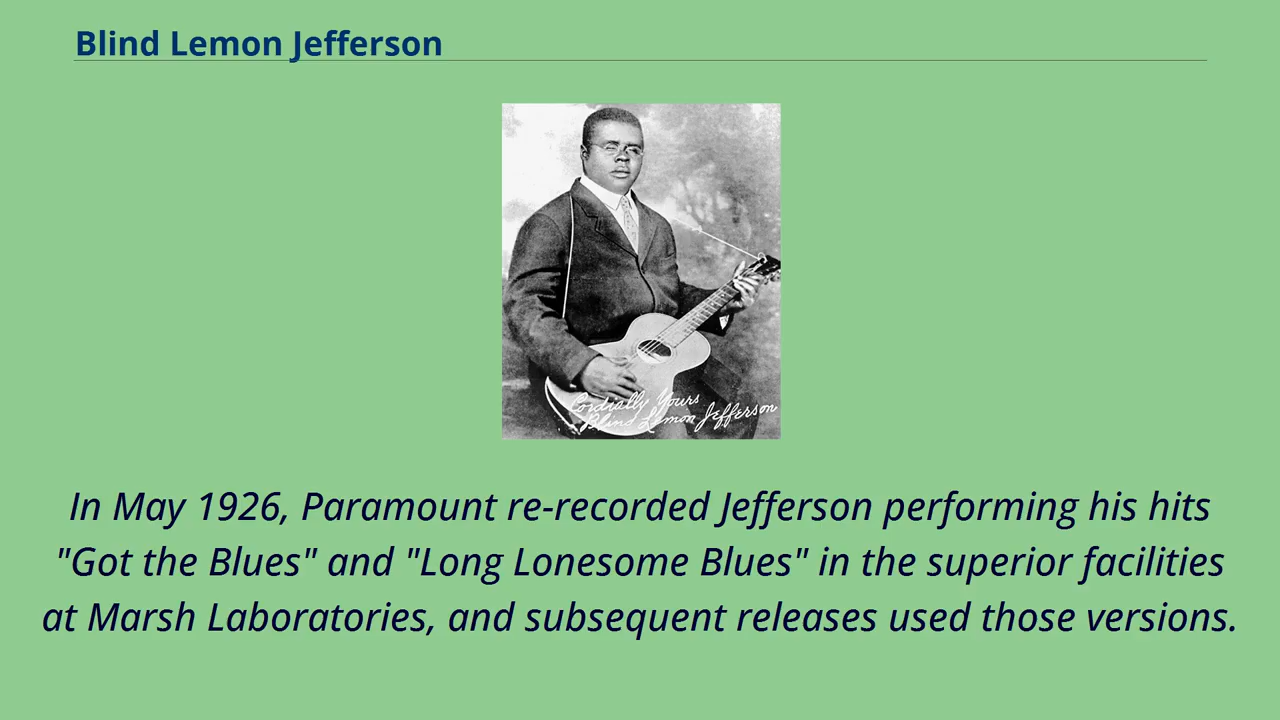 Blind Lemon Jefferson
Cordially Yours
Blind Lemon Jefferson
In May 1926, Paramount re-recorded Jefferson performing his hits
"Got the Blues" and "Long Lonesome Blues" in the superior facilities
at Marsh Laboratories, and subsequent releases used those versions.